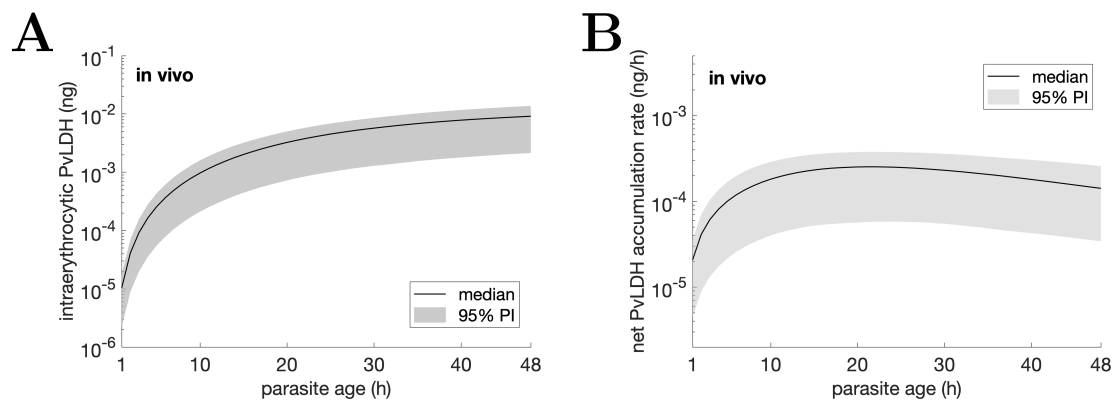 A
in vivo
intraerythrocytic PvLDH (ng)
10^-1
10^-2
10^-3
10^-4
10^-5
10^-6
1 10 20 30 40 48
parasite age (h)
median
95% PI
B
in vivo
net PvLDH accumulation rate (ng/h)
10^-3
10^-4
10^-5
1 10 20 30 40 48
parasite age (h)
median
95% PI